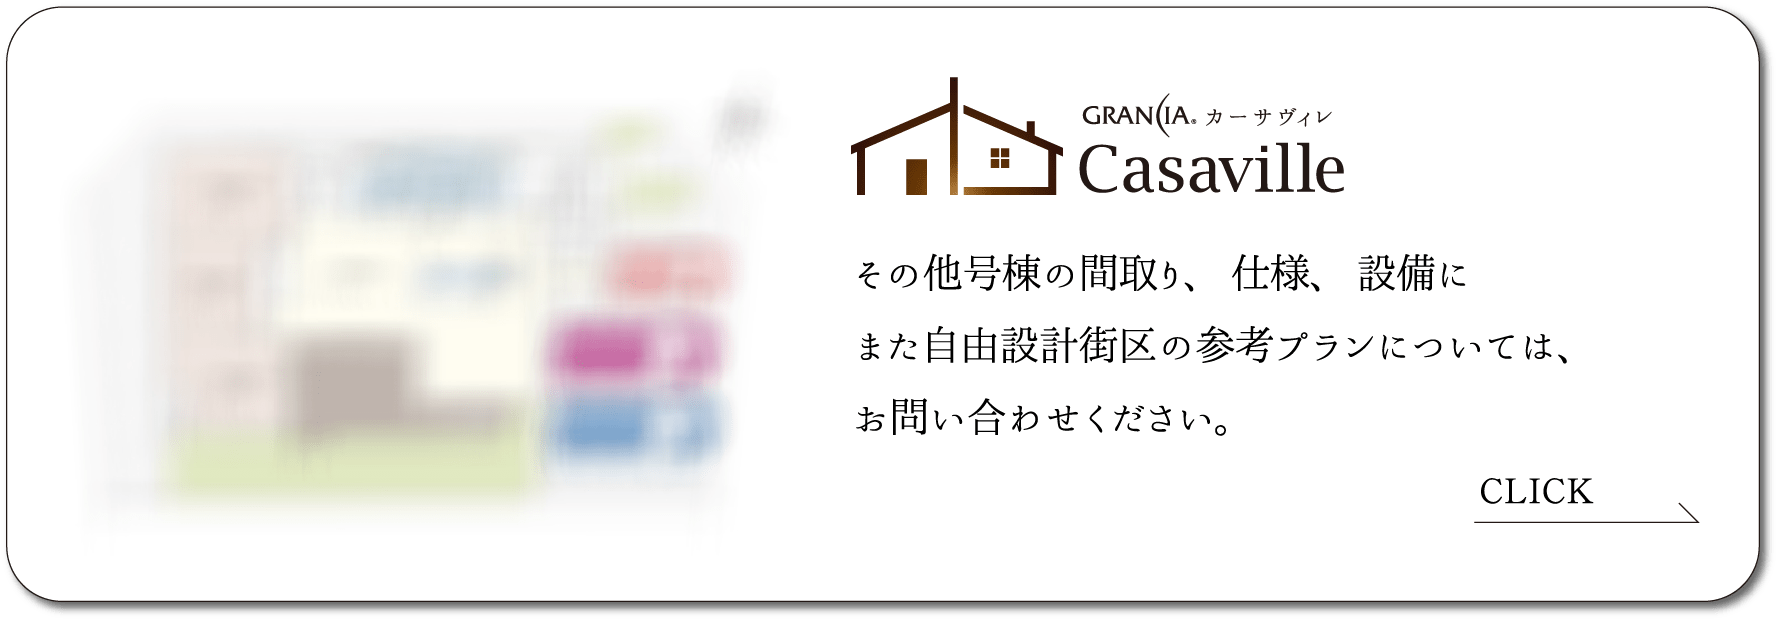 GRANCIA® カーサヴィレ
Casaville
その他号棟の間取り、仕様、設備に
また自由設計街区の参考プランについては、
お問い合わせください。
CLICK